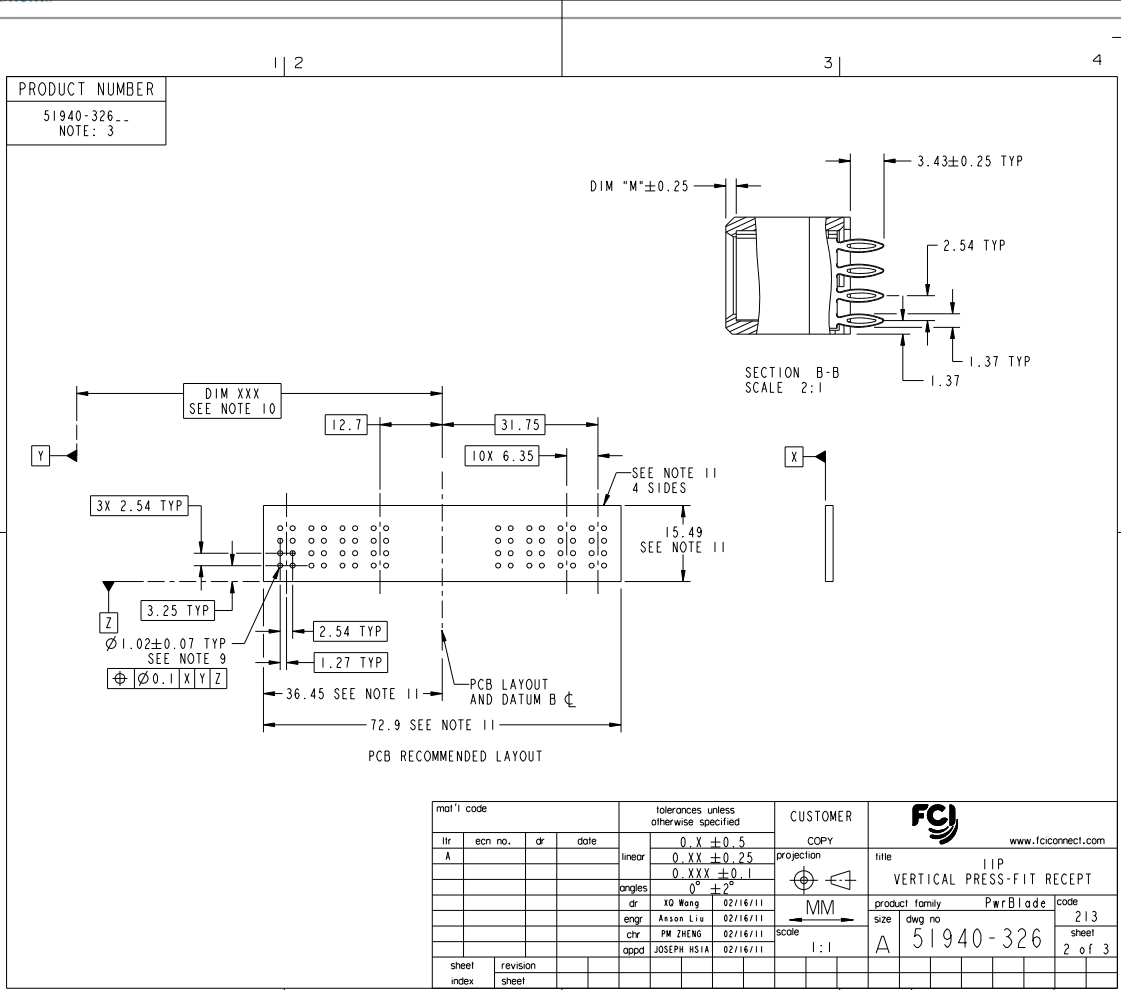 1 2 3 4
PRODUCT NUMBER
51940-326__
NOTE: 3
3.43±0.25 TYP
DIM "M"±0.25
2.54 TYP
1.37 TYP
1.37
SECTION B-B
SCALE 2:1
DIM XXX
SEE NOTE 10
12.7
31.75
10X 6.35
Y
X
SEE NOTE 11
4 SIDES
3X 2.54 TYP
15.49
SEE NOTE 11
3.25 TYP
Z
Ø1.02±0.07 TYP
SEE NOTE 9
⌖ Ø0.1 X Y Z
2.54 TYP
1.27 TYP
36.45 SEE NOTE 11
PCB LAYOUT
AND DATUM B ℄
72.9 SEE NOTE 11
PCB RECOMMENDED LAYOUT
mat'l code
tolerances unless
otherwise specified
CUSTOMER
COPY
FCI
www.fciconnect.com
ltr ecn no. dr date
A
linear
0.X ±0.5
0.XX ±0.25
0.XXX ±0.1
angles 0° ±2°
projection
title
11P
VERTICAL PRESS-FIT RECEPT
dr XQ Wang 02/16/11
engr Anson Liu 02/16/11
chr PM ZHENG 02/16/11
appd JOSEPH HSIA 02/16/11
MM
scale
1:1
product family PwrBlade
code
213
size dwg no
A 51940-326
sheet
2 of 3
sheet
index
revision
sheet